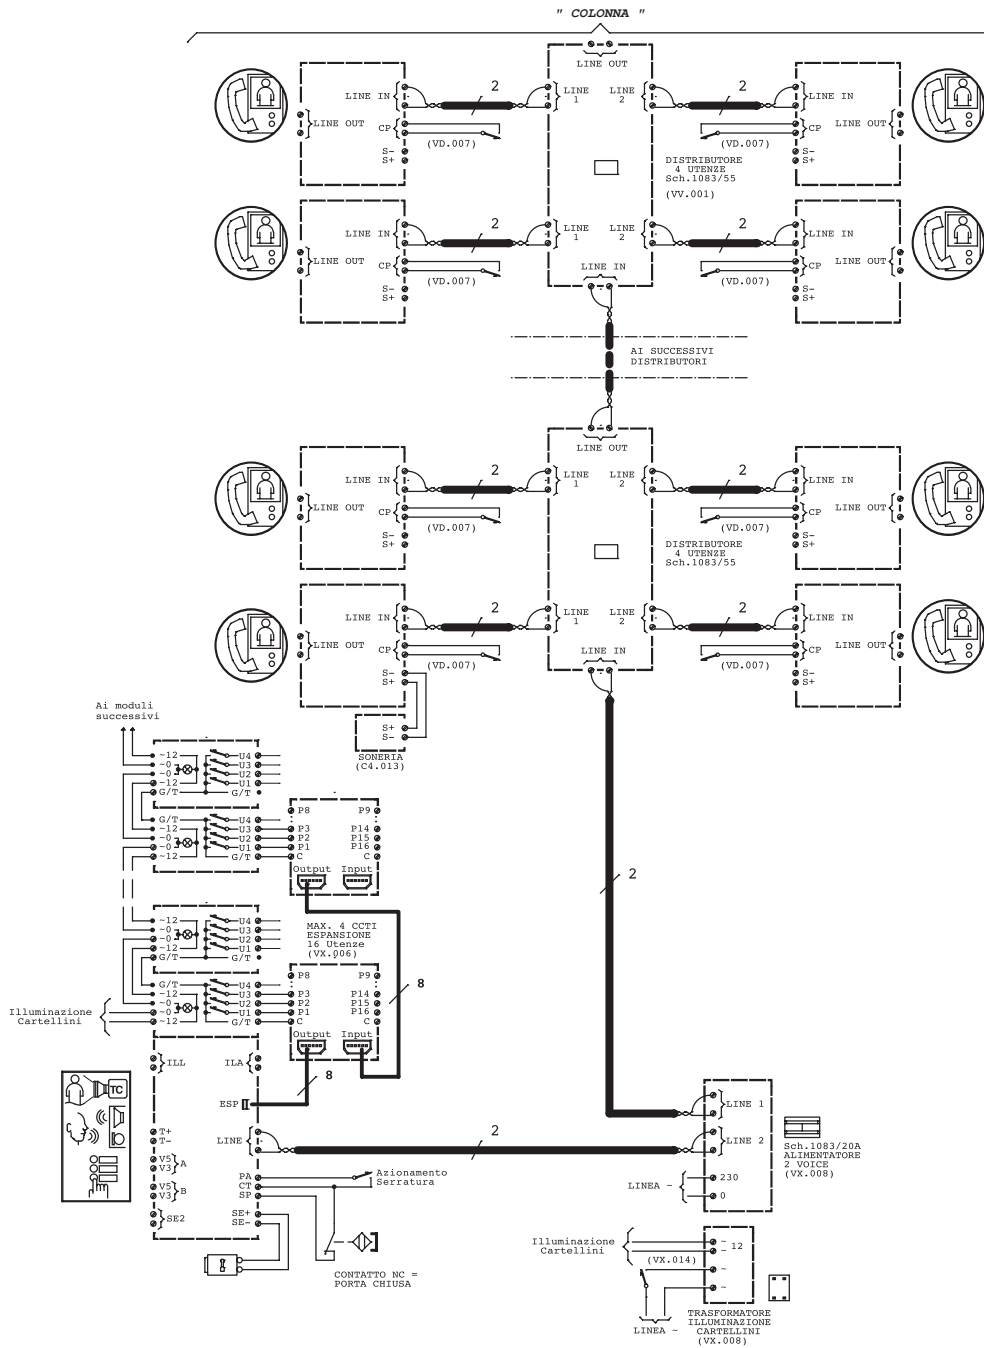 " COLONNA "
LINE OUT
LINE IN
LINE OUT
CP
S-
S+
(VD.007)
2
LINE
1
LINE
2
2
(VD.007)
LINE IN
CP
LINE OUT
S-
S+
DISTRIBUTORE
4 UTENZE
Sch.1083/55
(VV.001)
LINE IN
LINE OUT
CP
S-
S+
(VD.007)
2
LINE
1
LINE
2
2
(VD.007)
LINE IN
CP
LINE OUT
S-
S+
LINE IN
AI SUCCESSIVI
DISTRIBUTORI
LINE OUT
LINE IN
LINE OUT
CP
S-
S+
(VD.007)
2
LINE
1
LINE
2
2
(VD.007)
LINE IN
CP
LINE OUT
S-
S+
DISTRIBUTORE
4 UTENZE
Sch.1083/55
LINE IN
LINE OUT
CP
S-
S+
(VD.007)
2
LINE
1
LINE
2
2
(VD.007)
LINE IN
CP
LINE OUT
S-
S+
LINE IN
S+
S-
SONERIA
(C4.013)
Ai moduli
successivi
~12 U4
~0 U3
~0 U2
~12 U1
G/T G/T
G/T U4
~12 U3
~0 U2
~0 U1
~12 G/T
P8 P9
P3 P14
P2 P15
P1 P16
C C
Output Input
MAX. 4 CCTI
ESPANSIONE
16 Utenze
(VX.006)
2
~12 U4
~0 U3
~0 U2
~12 U1
G/T G/T
G/T U4
~12 U3
~0 U2
~0 U1
~12 G/T
P8 P9
P3 P14
P2 P15
P1 P16
C C
Output Input
8
8
Illuminazione
Cartellini
ILL ILA
ESP
TC
T+
T-
LINE
V5
V3
A
V5
V3
B
PA
CT
SP
SE2
SE+
SE-
2
Azionamento
Serratura
CONTATTO NC =
PORTA CHIUSA
LINE 1
LINE 2
230
0
LINEA ~
Sch.1083/20A
ALIMENTATORE
2 VOICE
(VX.008)
Illuminazione
Cartellini
~
~
12
~
~
(VX.014)
LINEA ~
TRASFORMATORE
ILLUMINAZIONE
CARTELLINI
(VX.008)